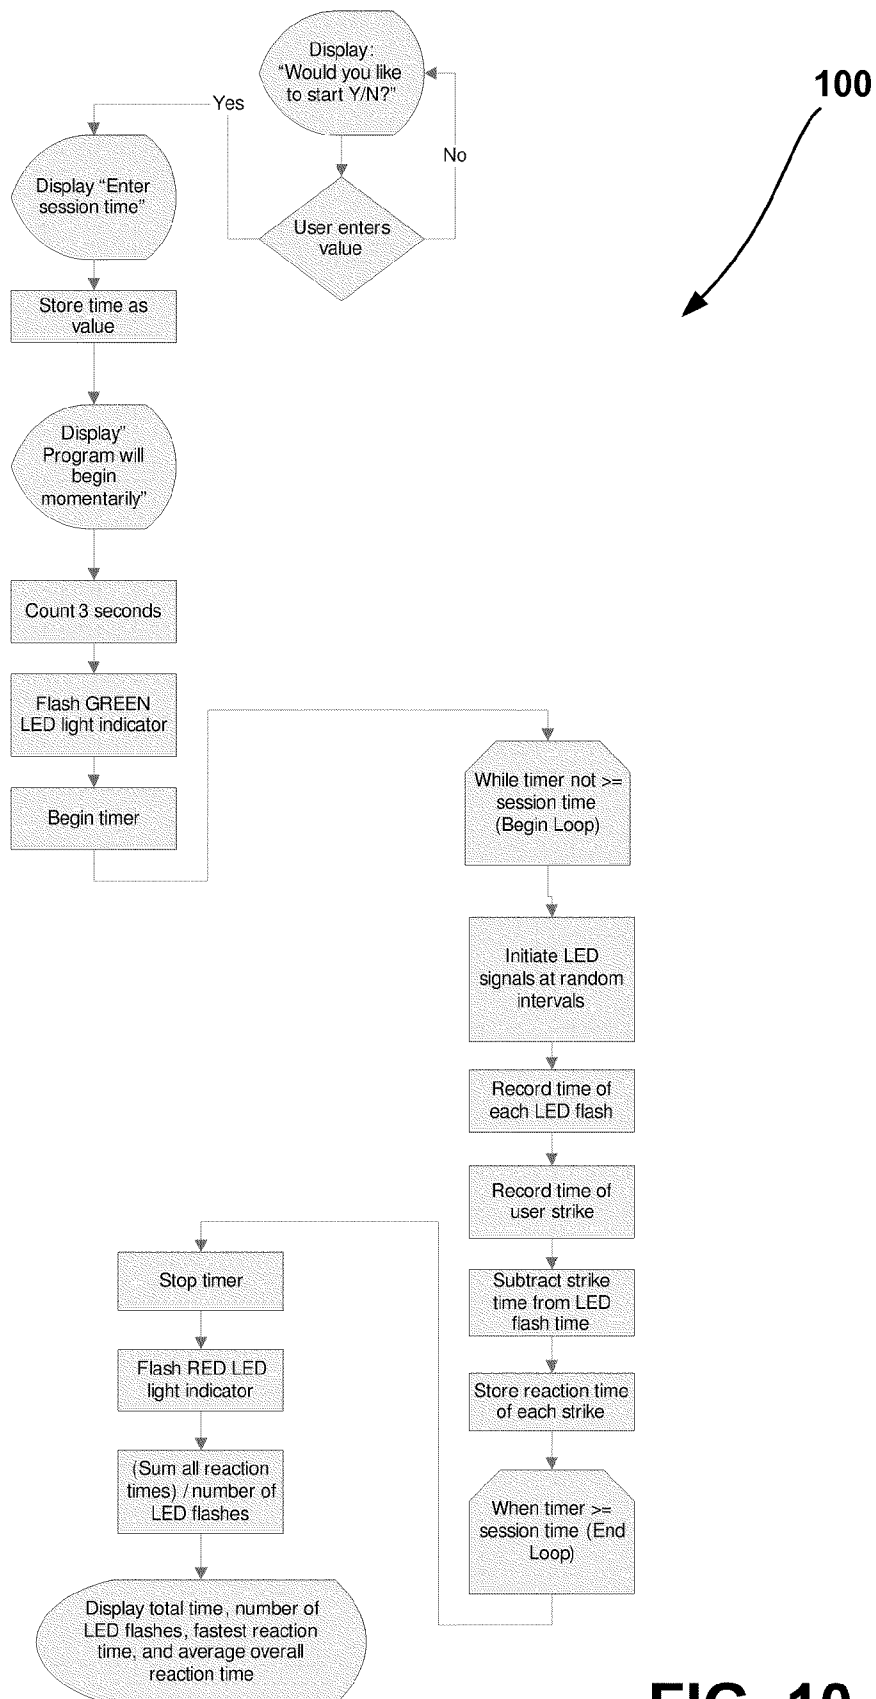 Display:
“Would you like
to start Y/N?”
100
Yes
No
Display “Enter
session time”
User enters
value
Store time as
value
Display”
Program will
begin
momentarily”
Count 3 seconds
Flash GREEN
LED light indicator
Begin timer
While timer not >=
session time
(Begin Loop)
Initiate LED
signals at random
intervals
Record time of
each LED flash
Record time of
user strike
Subtract strike
time from LED
flash time
Store reaction time
of each strike
When timer >=
session time (End
Loop)
Stop timer
Flash RED LED
light indicator
(Sum all reaction
times) / number of
LED flashes
Display total time, number of
LED flashes, fastest reaction
time, and average overall
reaction time
FIG. 10